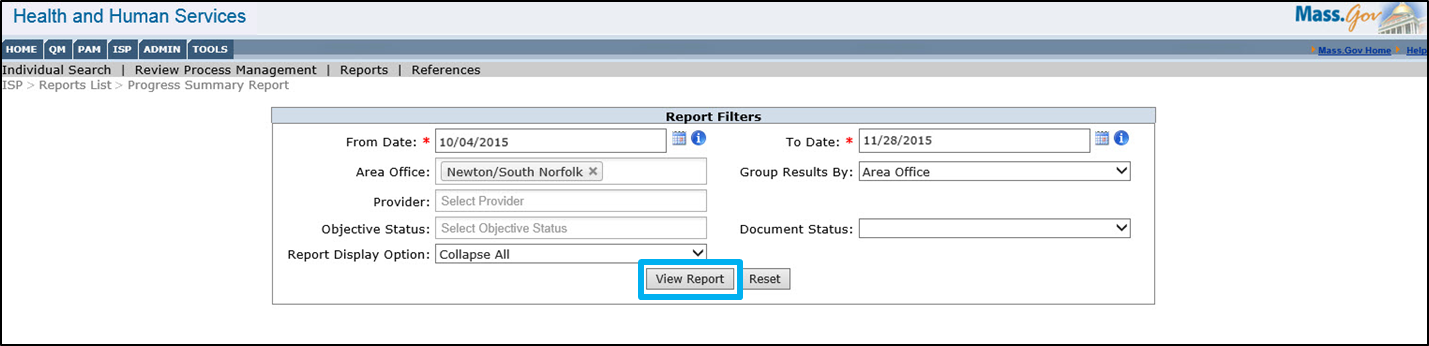 Health and Human Services
Mass.Gov
HOME QM PAM ISP ADMIN TOOLS
Mass.Gov Home Help
Individual Search | Review Process Management | Reports | References
ISP > Reports List > Progress Summary Report
Report Filters
From Date: * 10/04/2015 To Date: * 11/28/2015
Area Office: Newton/South Norfolk × Group Results By: Area Office
Provider: Select Provider
Objective Status: Select Objective Status Document Status:
Report Display Option: Collapse All
View Report Reset